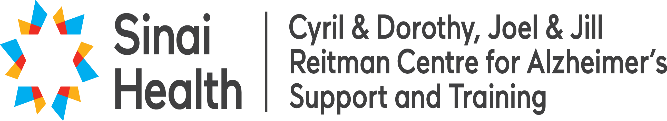 Sinai
Health
Cyril & Dorothy, Joel & Jill
Reitman Centre for Alzheimer's
Support and Training